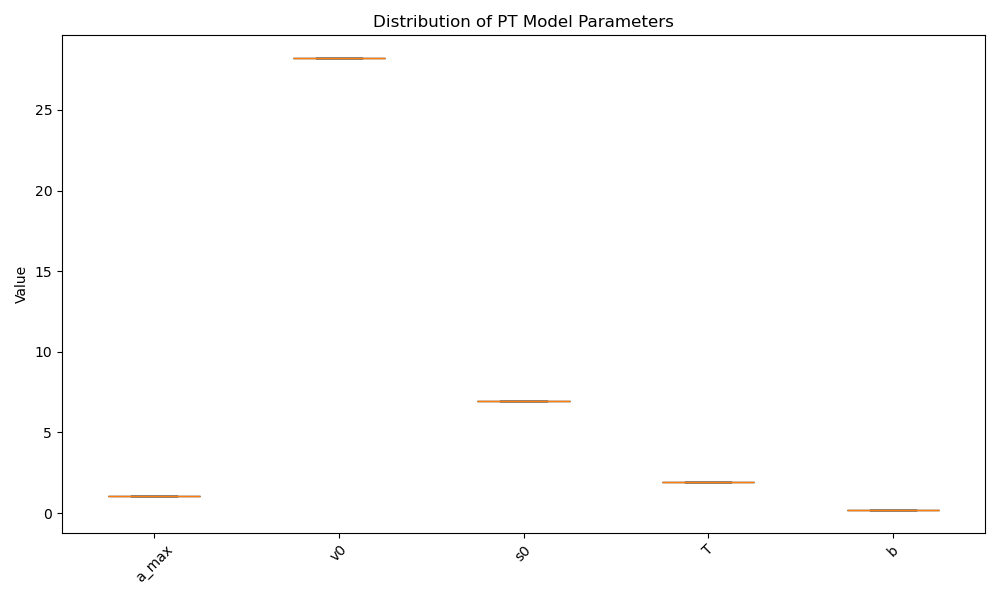 Distribution of PT Model Parameters
Value
25
20
15
10
5
0
a_max
v0
s0
T
b